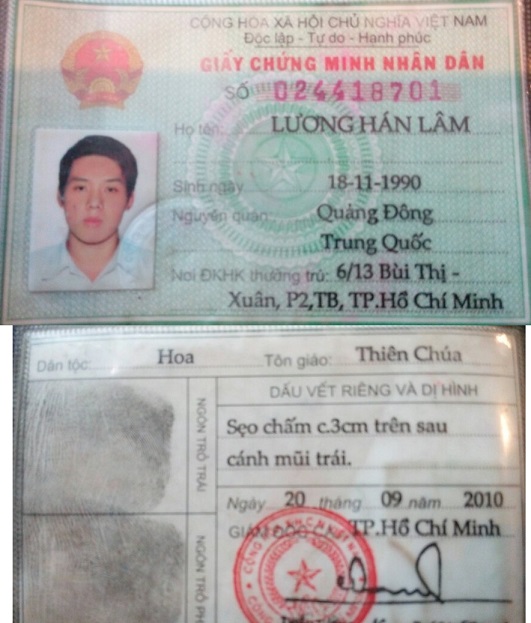 CỘNG HÒA XÃ HỘI CHỦ NGHĨA VIỆT NAM
Độc lập - Tự do - Hạnh phúc
GIẤY CHỨNG MINH NHÂN DÂN
SỐ 024418701
Họ tên: LƯƠNG HÁN LÂM
Sinh ngày 18-11-1990
Nguyên quán: Quảng Đông
Trung Quốc
Nơi ĐKHK thường trú: 6/13 Bùi Thị -
Xuân, P2,TB, TP.Hồ Chí Minh
Dân tộc: Hoa Tôn giáo: Thiên Chúa
NGÓN TRỎ TRÁI
DẤU VẾT RIÊNG VÀ DỊ HÌNH
Sẹo chấm c.3cm trên sau
cánh mũi trái.
Ngày 20 tháng 09 năm 2010
GIÁM ĐỐC CA TP.Hồ Chí Minh
NGÓN TRỎ PH